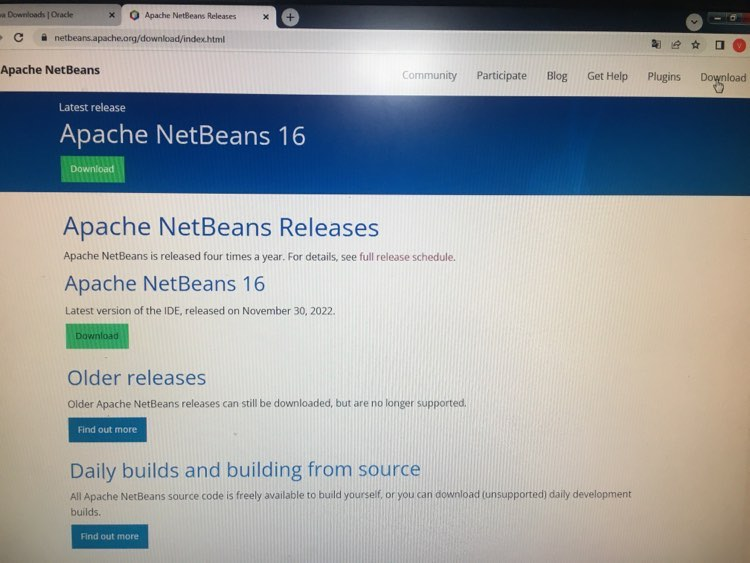 va Downloads | Oracle
Apache NetBeans Releases
netbeans.apache.org/download/index.html
V
Apache NetBeans
Community Participate Blog Get Help Plugins Download
Latest release
Apache NetBeans 16
Download
Apache NetBeans Releases
Apache NetBeans is released four times a year. For details, see full release schedule.
Apache NetBeans 16
Latest version of the IDE, released on November 30, 2022.
Download
Older releases
Older Apache NetBeans releases can still be downloaded, but are no longer supported.
Find out more
Daily builds and building from source
All Apache NetBeans source code is freely available to build yourself, or you can download (unsupported) daily development
builds.
Find out more